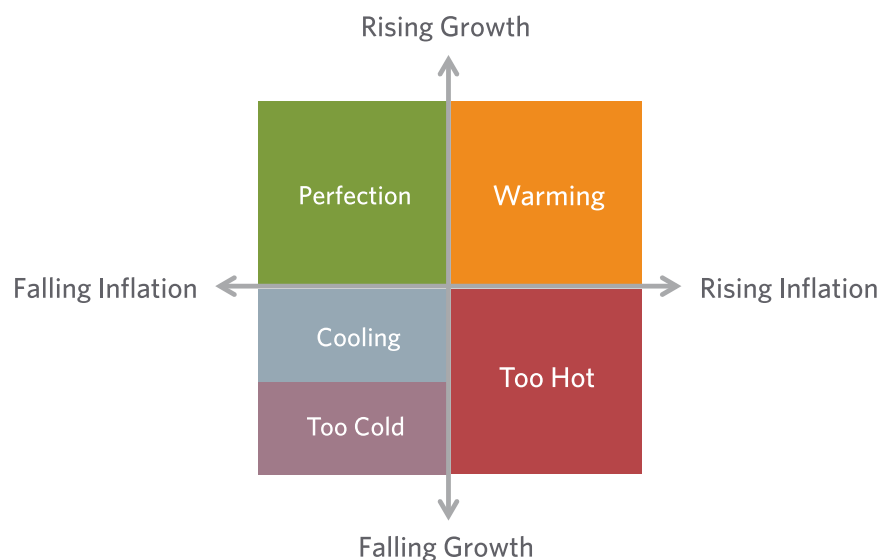 Rising Growth
Perfection
Warming
Falling Inflation
Rising Inflation
Cooling
Too Hot
Too Cold
Falling Growth